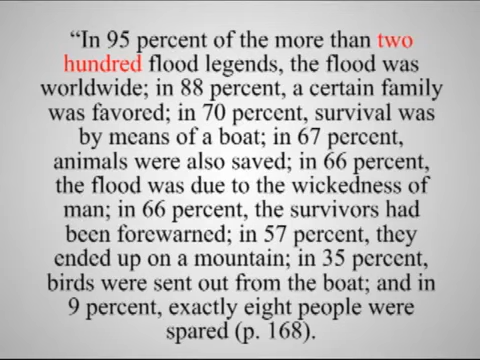 “In 95 percent of the more than two
hundred flood legends, the flood was
worldwide; in 88 percent, a certain family
was favored; in 70 percent, survival was
by means of a boat; in 67 percent,
animals were also saved; in 66 percent,
the flood was due to the wickedness of
man; in 66 percent, the survivors had
been forewarned; in 57 percent, they
ended up on a mountain; in 35 percent,
birds were sent out from the boat; and in
9 percent, exactly eight people were
spared (p. 168).